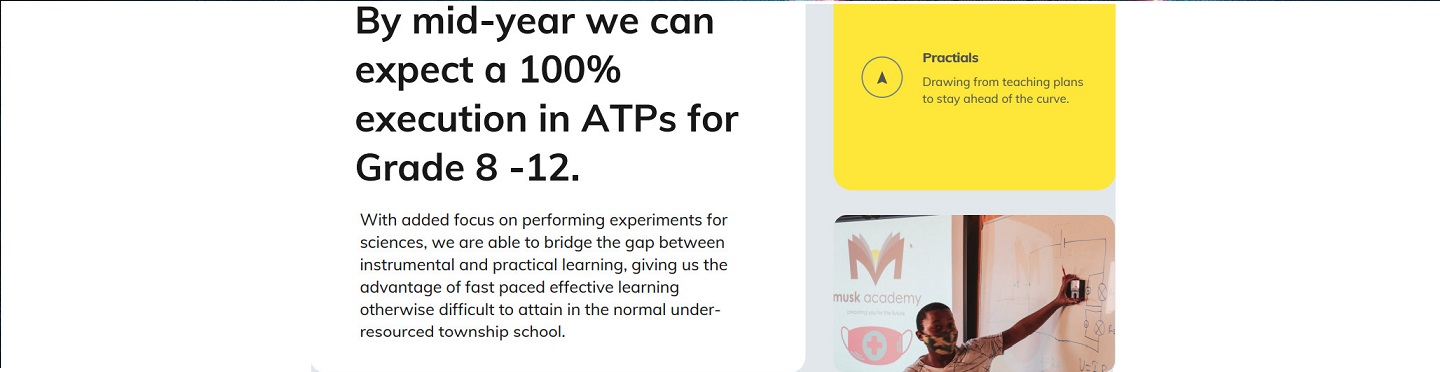 By mid-year we can
expect a 100%
execution in ATPs for
Grade 8 -12.
With added focus on performing experiments for
sciences, we are able to bridge the gap between
instrumental and practical learning, giving us the
advantage of fast paced effective learning
otherwise difficult to attain in the normal under-
resourced township school.
Practials
Drawing from teaching plans
to stay ahead of the curve.
musk academy